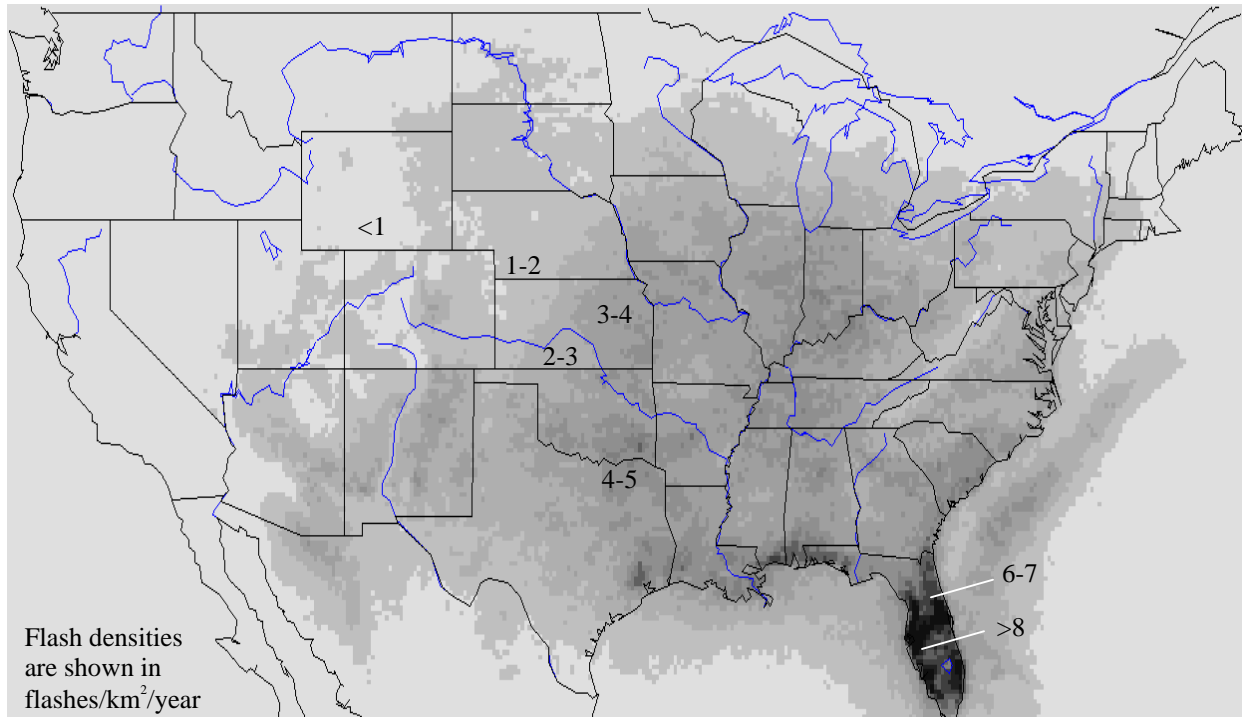 <1
1-2
3-4
2-3
4-5
6-7
>8
Flash densities
are shown in
flashes/km²/year